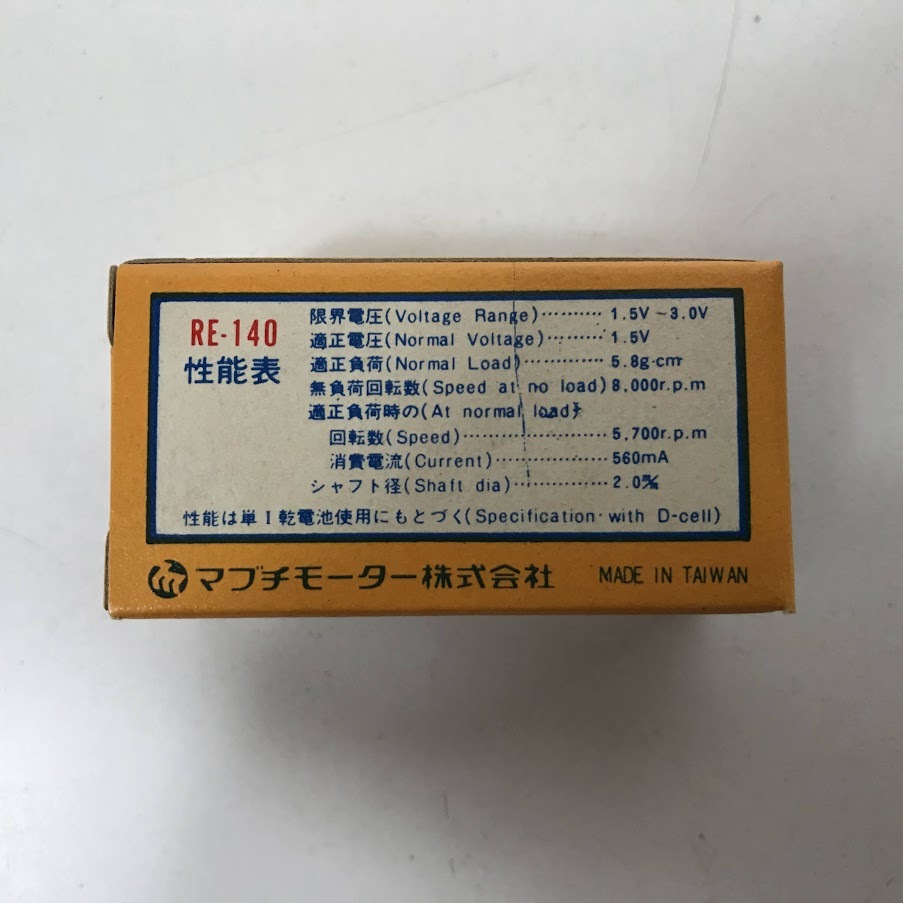 RE-140
性能表
限界電圧(Voltage Range)·········· 1.5V~3.0V
適正電圧(Normal Voltage)·········· 1.5V
適正負荷(Normal Load)············· 5.8g·cm
無負荷回転数(Speed at no load) 8,000r.p.m
適正負荷時の(At normal load)
回転数(Speed)······················· 5,700r.p.m
消費電流(Current)·················· 560mA
シャフト径(Shaft dia)··············· 2.0㎜
性能は単1乾電池使用にもとづく(Specification·with D-cell)
マブチモーター株式会社 MADE IN TAIWAN